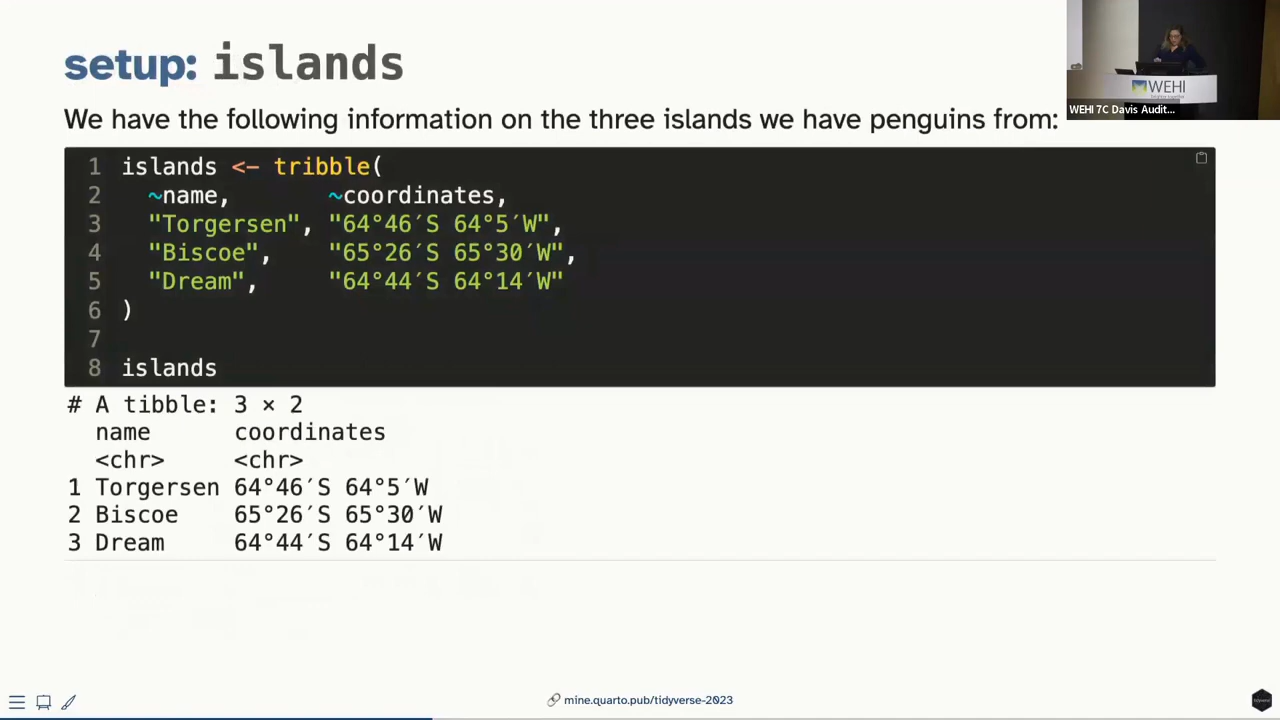 setup: islands
We have the following information on the three islands we have penguins from:
1 islands <- tribble(
2   ~name,       ~coordinates,
3   "Torgersen", "64°46′S 64°5′W",
4   "Biscoe",    "65°26′S 65°30′W",
5   "Dream",     "64°44′S 64°14′W"
6 )
7
8 islands
# A tibble: 3 × 2
  name      coordinates
  <chr>     <chr>
1 Torgersen 64°46′S 64°5′W
2 Biscoe    65°26′S 65°30′W
3 Dream     64°44′S 64°14′W
WEHI
WEHI 7C Davis Audit...
mine.quarto.pub/tidyverse-2023